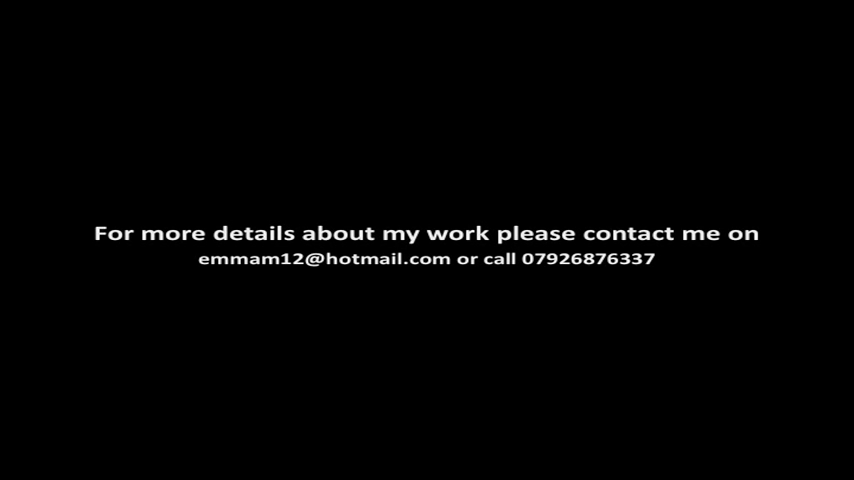 For more details about my work please contact me on
emmam12@hotmail.com or call 07926876337